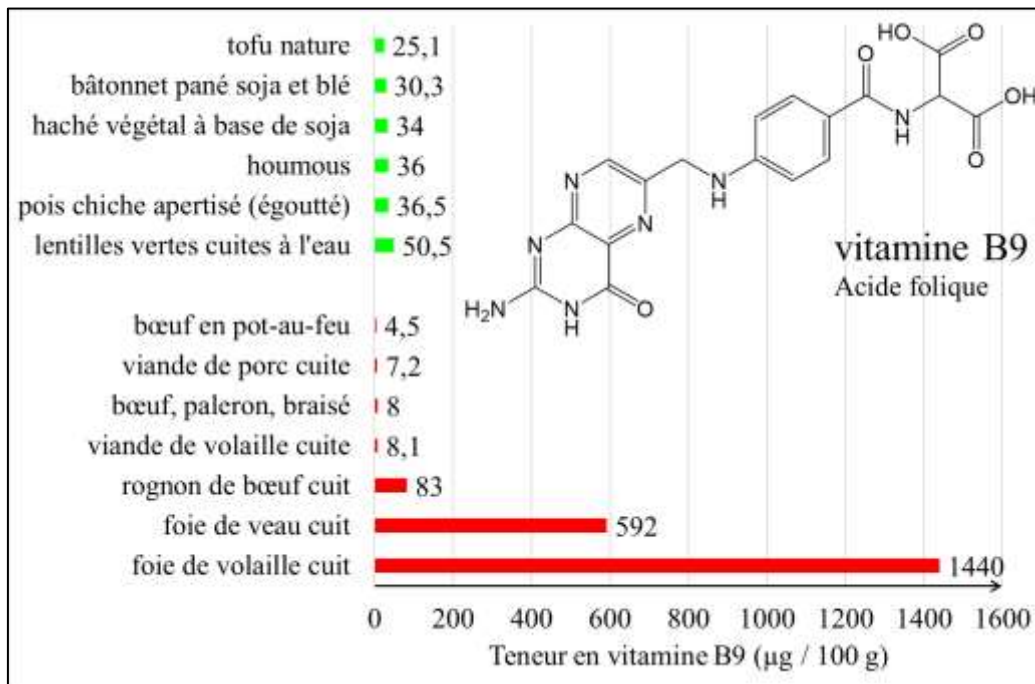 tofu nature 25,1
bâtonnet pané soja et blé 30,3
haché végétal à base de soja 34
houmous 36
pois chiche apertisé (égoutté) 36,5
lentilles vertes cuites à l'eau 50,5
bœuf en pot-au-feu 4,5
viande de porc cuite 7,2
bœuf, paleron, braisé 8
viande de volaille cuite 8,1
rognon de bœuf cuit 83
foie de veau cuit 592
foie de volaille cuit 1440
0 200 400 600 800 1000 1200 1400 1600
Teneur en vitamine B9 (µg / 100 g)
HO O
O OH
N H O
N H
N N
N N
H₂N NH O
vitamine B9
Acide folique